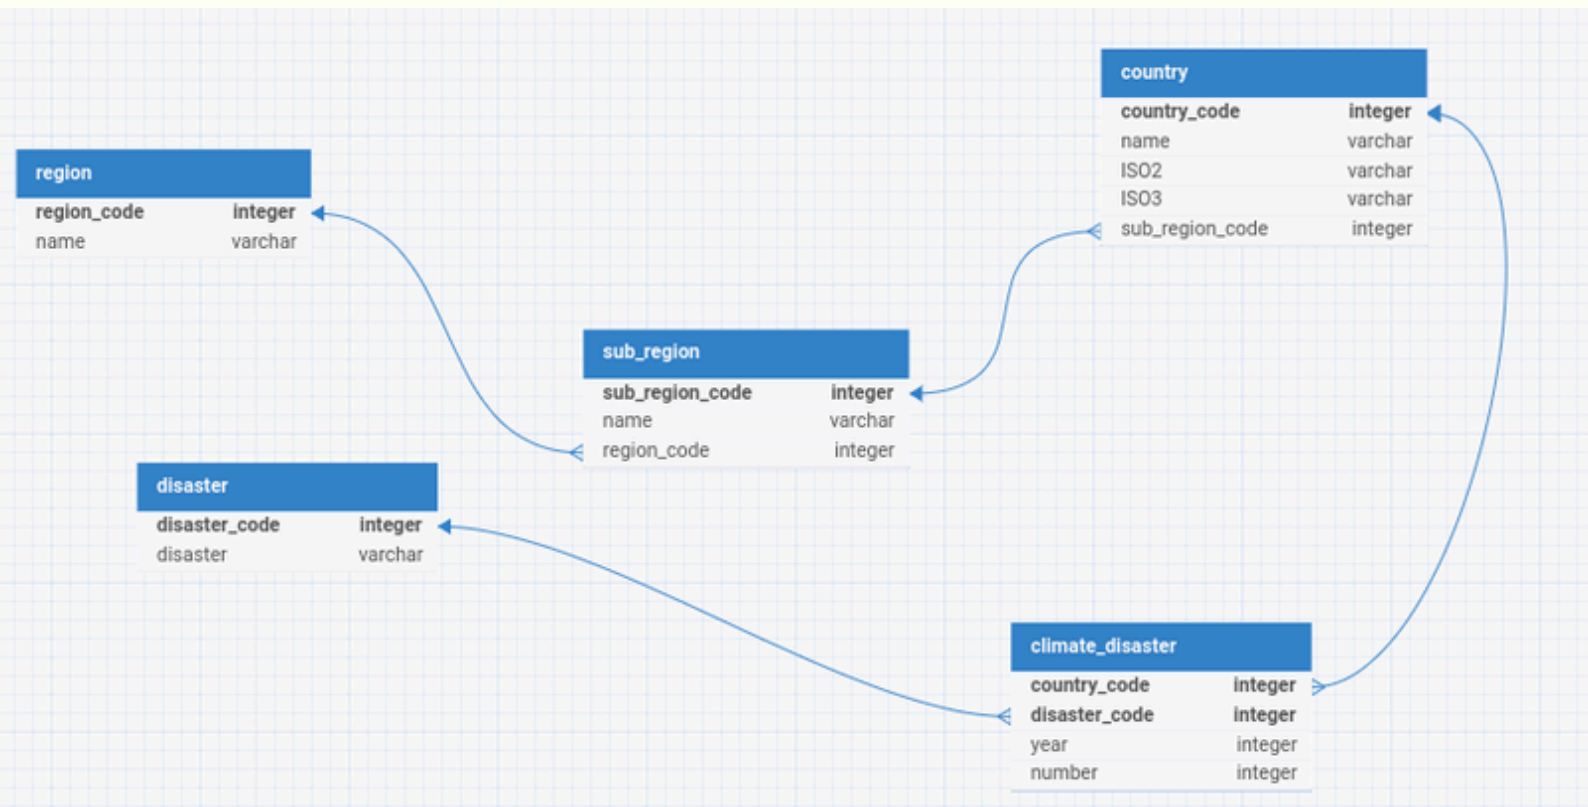 region
region_code integer
name varchar
country
country_code integer
name varchar
ISO2 varchar
ISO3 varchar
sub_region_code integer
sub_region
sub_region_code integer
name varchar
region_code integer
disaster
disaster_code integer
disaster varchar
climate_disaster
country_code integer
disaster_code integer
year integer
number integer